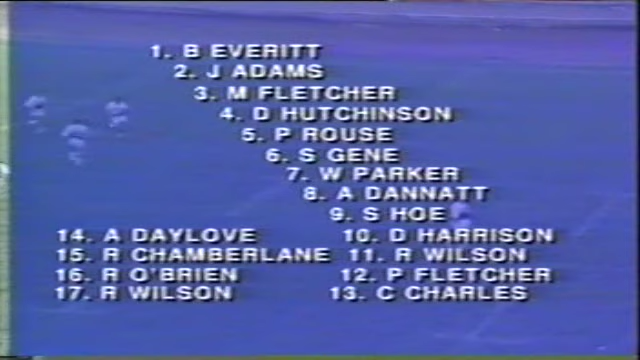 1. B EVERITT
2. J ADAMS
3. M FLETCHER
4. D HUTCHINSON
5. P ROUSE
6. S GENE
7. W PARKER
8. A DANNATT
9. S HOE
14. A DAYLOVE 10. D HARRISON
15. R CHAMBERLANE 11. R WILSON
16. R O'BRIEN 12. P FLETCHER
17. R WILSON 13. C CHARLES